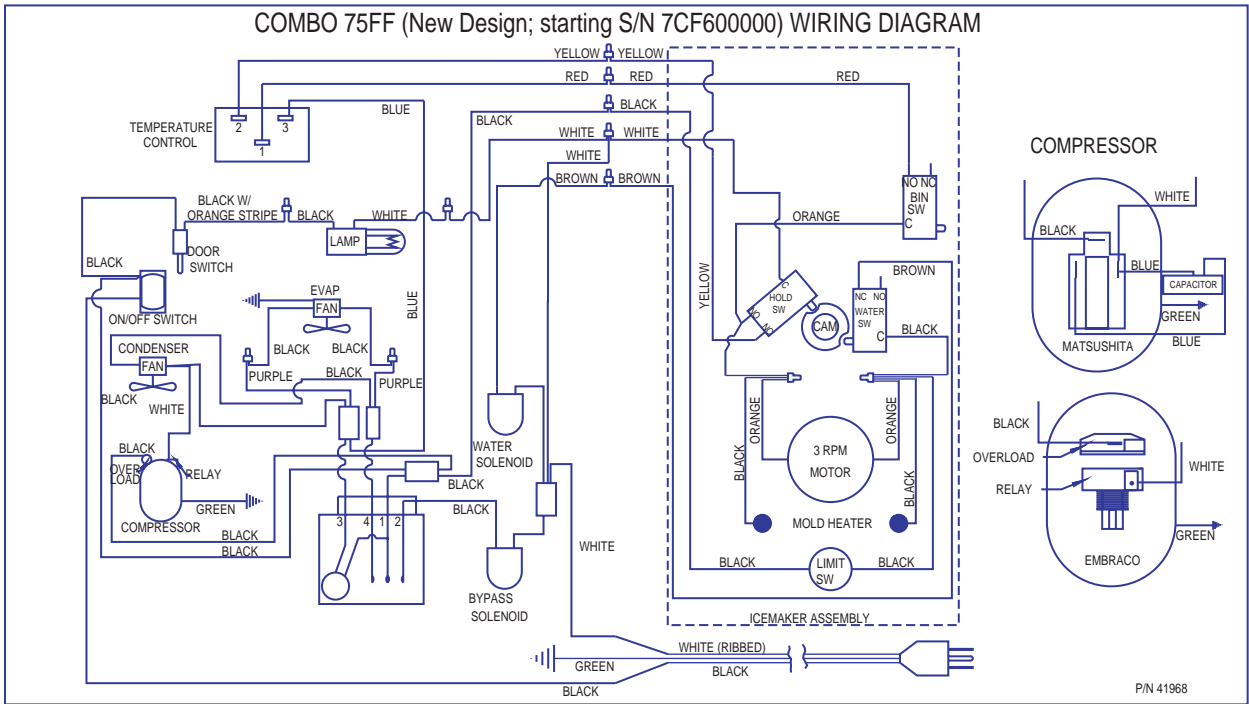 COMBO 75FF (New Design; starting S/N 7CF600000) WIRING DIAGRAM
YELLOW YELLOW
RED RED RED
BLUE
BLACK
BLACK
TEMPERATURE
CONTROL
2
3
1
WHITE WHITE
WHITE
BROWN BROWN
BLACK W/
ORANGE STRIPE
BLACK
WHITE
LAMP
DOOR
SWITCH
BLACK
ON/OFF SWITCH
EVAP
FAN
BLUE
BLACK
BLACK
CONDENSER
FAN
PURPLE
BLACK
PURPLE
BLACK
WHITE
BLACK
OVER
LOAD
RELAY
GREEN
COMPRESSOR
BLACK
BLACK
BLACK
BLACK
3 4 1 2
WATER
SOLENOID
BYPASS
SOLENOID
WHITE
NO NC
BIN
SW
C
ORANGE
YELLOW
C
HOLD
SW
NO
NC
CAM
BROWN
NC NO
WATER
SW
C
BLACK
ORANGE
ORANGE
BLACK
BLACK
3 RPM
MOTOR
MOLD HEATER
BLACK
LIMIT
SW
BLACK
ICEMAKER ASSEMBLY
WHITE (RIBBED)
GREEN
BLACK
BLACK
COMPRESSOR
WHITE
BLACK
BLUE
CAPACITOR
GREEN
BLUE
MATSUSHITA
BLACK
OVERLOAD
WHITE
RELAY
GREEN
EMBRACO
P/N 41968